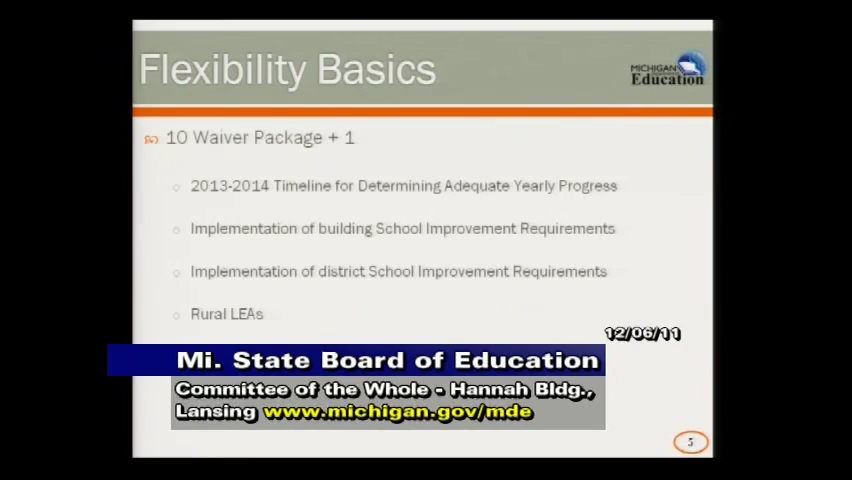 Flexibility Basics
MICHIGAN
Education
10 Waiver Package + 1
2013-2014 Timeline for Determining Adequate Yearly Progress
Implementation of building School Improvement Requirements
Implementation of district School Improvement Requirements
Rural LEAs
12/06/11
Mi. State Board of Education
Committee of the Whole - Hannah Bldg.,
Lansing www.michigan.gov/mde
5